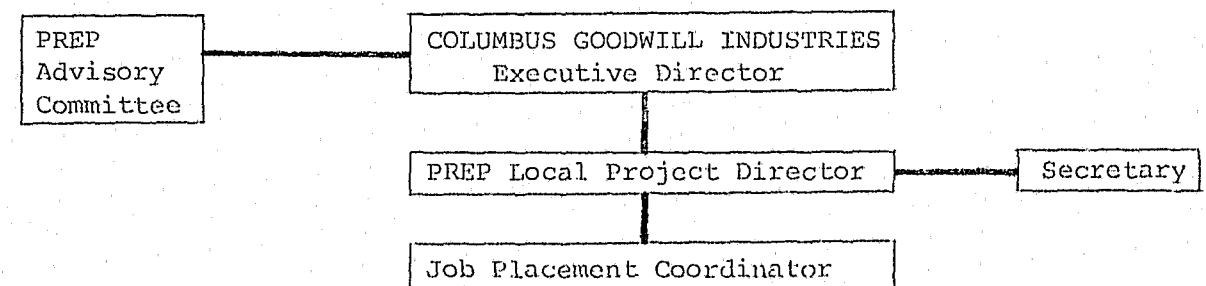 PREP
Advisory
Committee
COLUMBUS GOODWILL INDUSTRIES
Executive Director
PREP Local Project Director
Secretary
Job Placement Coordinator